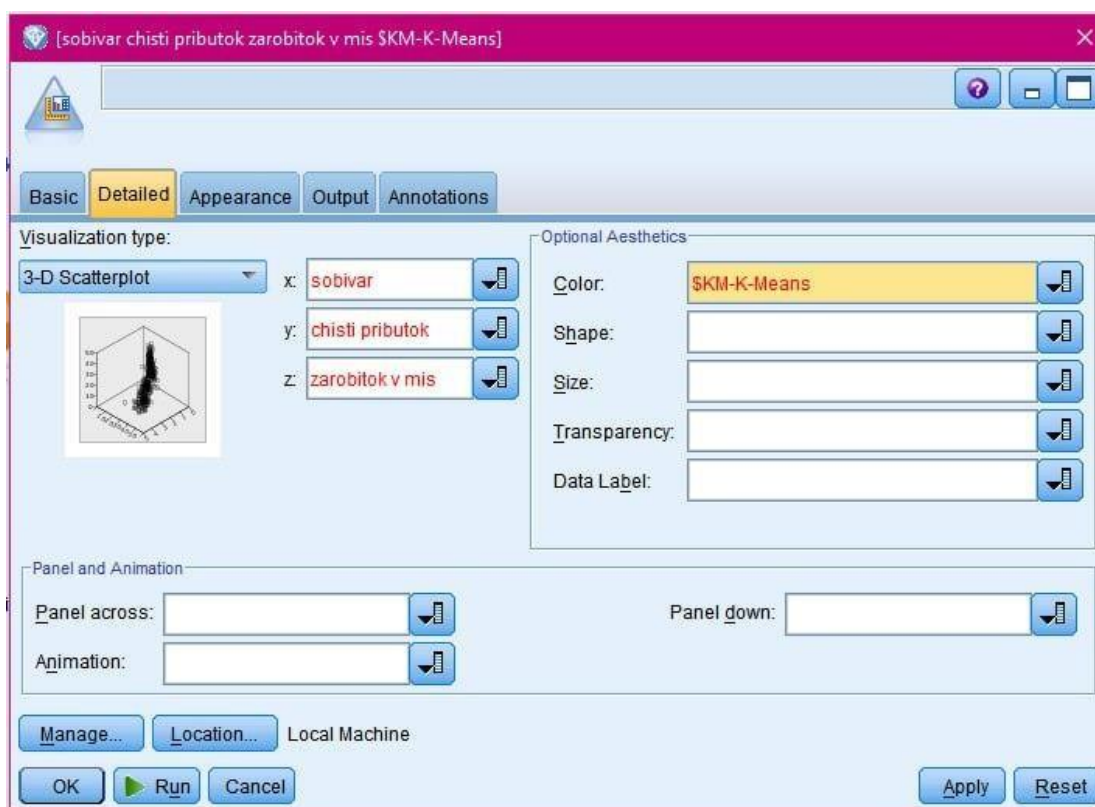 [sobivar chisti pributok zarobitok v mis $KM-K-Means]
Basic Detailed Appearance Output Annotations
Visualization type:
3-D Scatterplot
x: sobivar
y: chisti pributok
z: zarobitok v mis
Optional Aesthetics
Color: $KM-K-Means
Shape:
Size:
Transparency:
Data Label:
Panel and Animation
Panel across:
Panel down:
Animation:
Manage... Location... Local Machine
OK Run Cancel Apply Reset